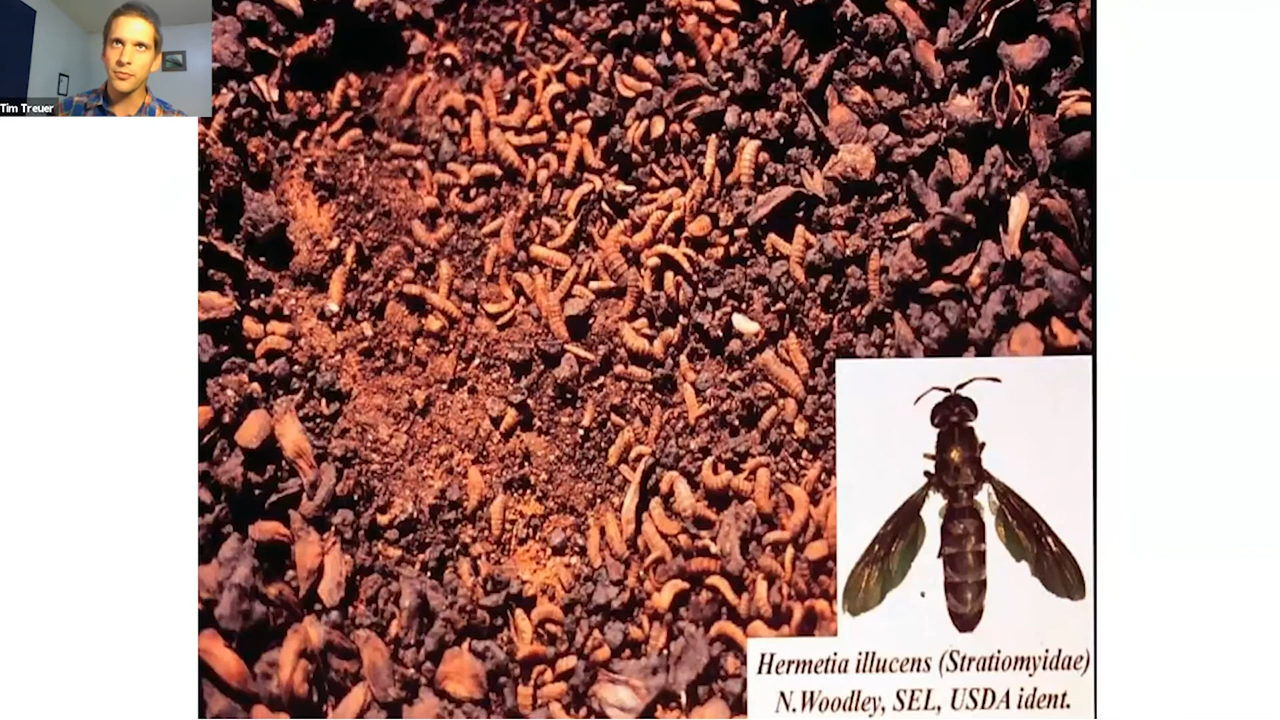 Tim Treuer
Hermetia illucens (Stratiomyidae)
N.Woodley, SEL, USDA ident.